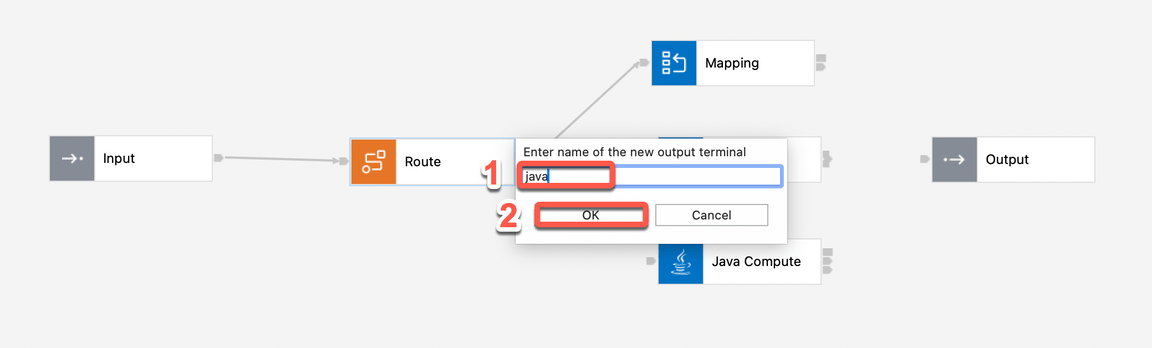 Mapping
Input
Route
Enter name of the new output terminal
1
java
2
OK
Cancel
Output
Java Compute